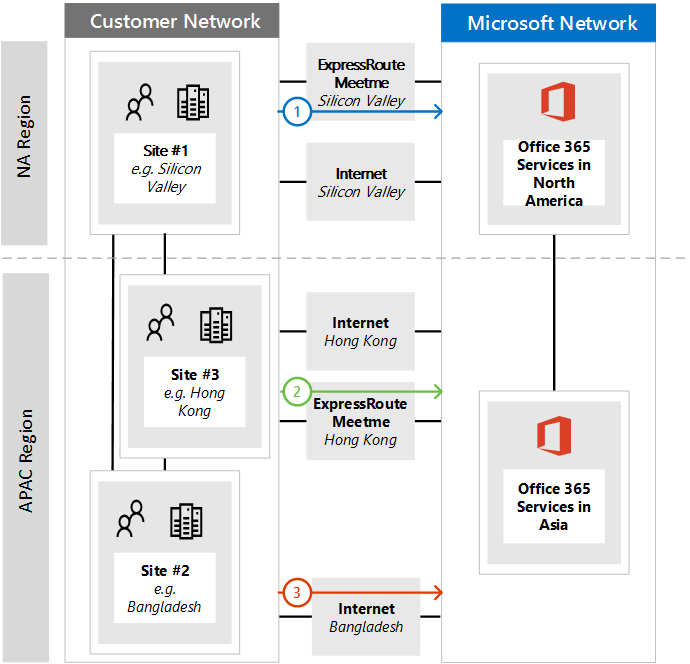 Customer Network
Microsoft Network
NA Region
Site #1
e.g. Silicon
Valley
ExpressRoute
Meetme
Silicon Valley
1
Internet
Silicon Valley
Office 365
Services in
North
America
APAC Region
Site #3
e.g. Hong
Kong
Internet
Hong Kong
2
ExpressRoute
Meetme
Hong Kong
Office 365
Services in
Asia
Site #2
e.g.
Bangladesh
3
Internet
Bangladesh